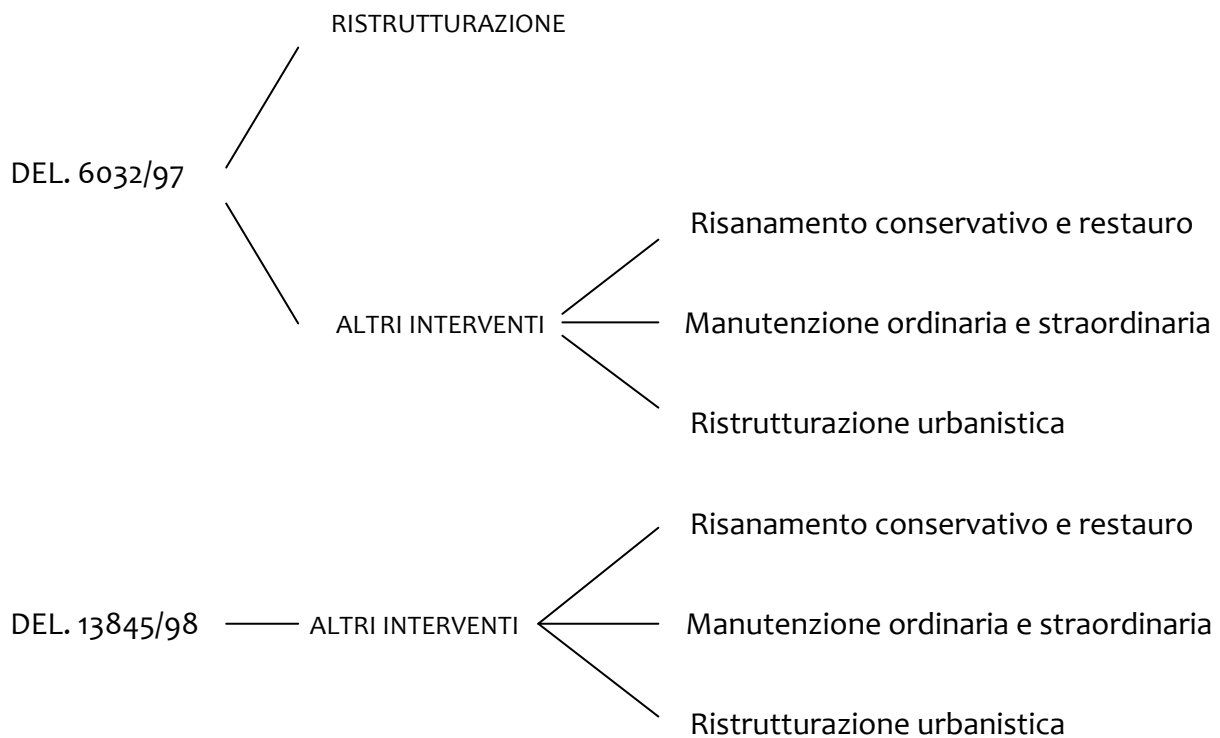 RISTRUTTURAZIONE
DEL. 6032/97
Risanamento conservativo e restauro
ALTRI INTERVENTI
Manutenzione ordinaria e straordinaria
Ristrutturazione urbanistica
Risanamento conservativo e restauro
DEL. 13845/98
ALTRI INTERVENTI
Manutenzione ordinaria e straordinaria
Ristrutturazione urbanistica